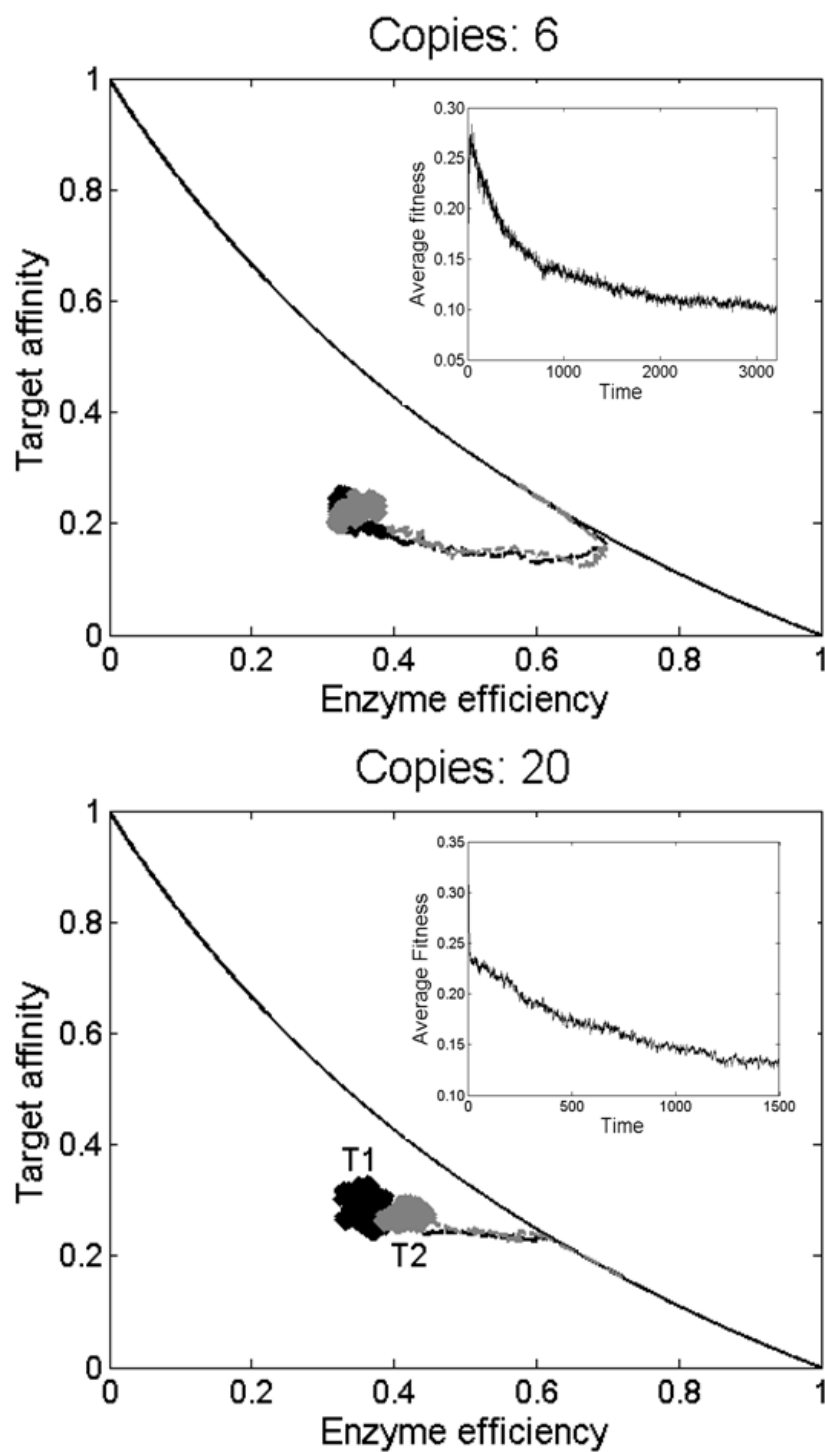 Copies: 6
1
0.8
0.6
0.4
0.2
0
Target affinity
0 0.2 0.4 0.6 0.8 1
Enzyme efficiency
0.30
0.25
0.20
0.15
0.10
0.05
Average fitness
0 1000 2000 3000
Time
Copies: 20
1
0.8
0.6
0.4
0.2
0
Target affinity
T1
T2
0 0.2 0.4 0.6 0.8 1
Enzyme efficiency
0.35
0.30
0.25
0.20
0.15
0.10
Average Fitness
0 500 1000 1500
Time